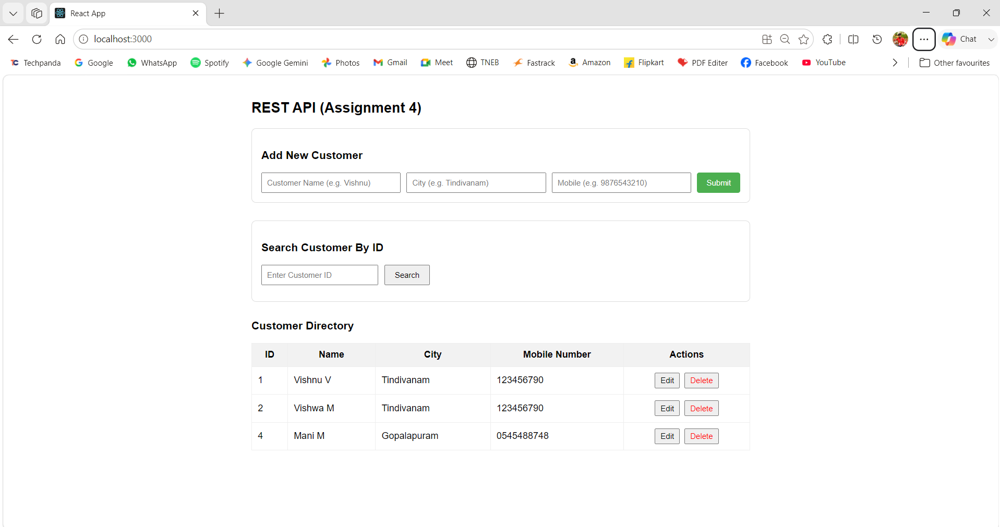 React App
localhost:3000
Chat
Techpanda Google WhatsApp Spotify Google Gemini Photos Gmail Meet TNEB Fastrack Amazon Flipkart PDF Editer Facebook YouTube Other favourites
REST API (Assignment 4)
Add New Customer
Customer Name (e.g. Vishnu) City (e.g. Tindivanam) Mobile (e.g. 9876543210) Submit
Search Customer By ID
Enter Customer ID Search
Customer Directory
ID Name City Mobile Number Actions
1 Vishnu V Tindivanam 123456790 Edit Delete
2 Vishwa M Tindivanam 123456790 Edit Delete
4 Mani M Gopalapuram 0545488748 Edit Delete